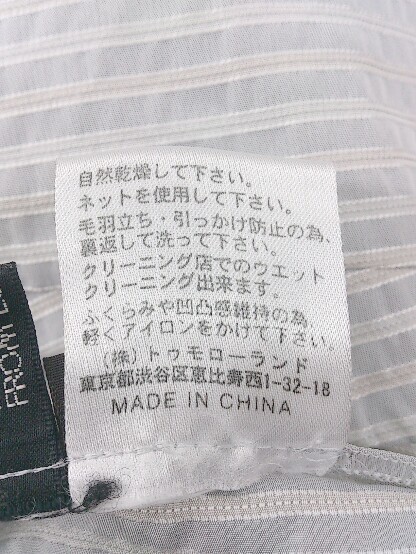 自然乾燥して下さい。
ネットを使用して下さい。
毛羽立ち・引っかけ防止の為、
裏返して洗って下さい。
クリーニング店でのウエット
クリーニング出来ます。
ふくらみや凹凸感維持の為、
軽くアイロンをかけて下さい。
(株)トゥモローランド
東京都渋谷区恵比寿西1-32-18
MADE IN CHINA